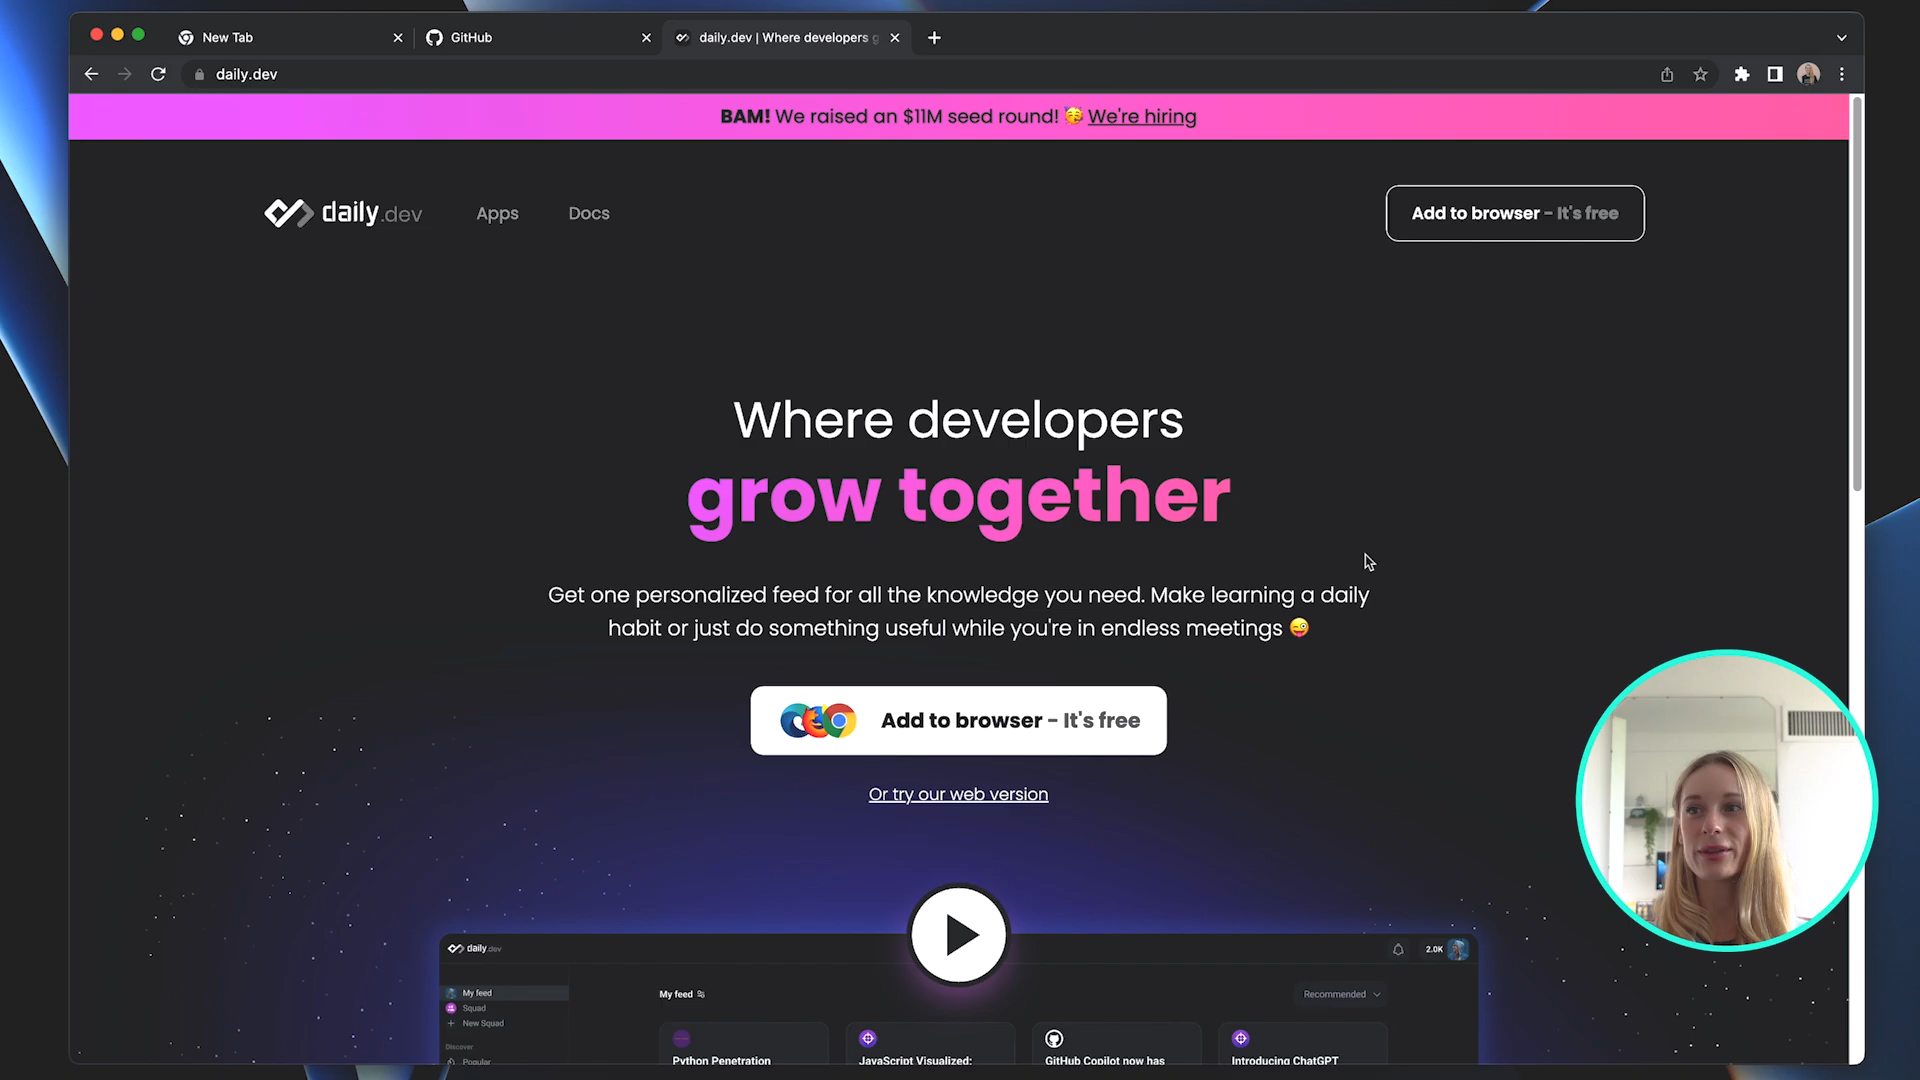 New Tab
GitHub
daily.dev | Where developers g
daily.dev
BAM! We raised an $11M seed round! 🥳 We're hiring
daily.dev
Apps
Docs
Add to browser - It's free
Where developers
grow together
Get one personalized feed for all the knowledge you need. Make learning a daily
habit or just do something useful while you're in endless meetings 😜
Add to browser - It's free
Or try our web version
daily.dev
2.0K
My feed
Squad
New Squad
Discover
Popular
My feed
Recommended
Python Penetration
JavaScript Visualized:
GitHub Copilot now has
Introducing ChatGPT